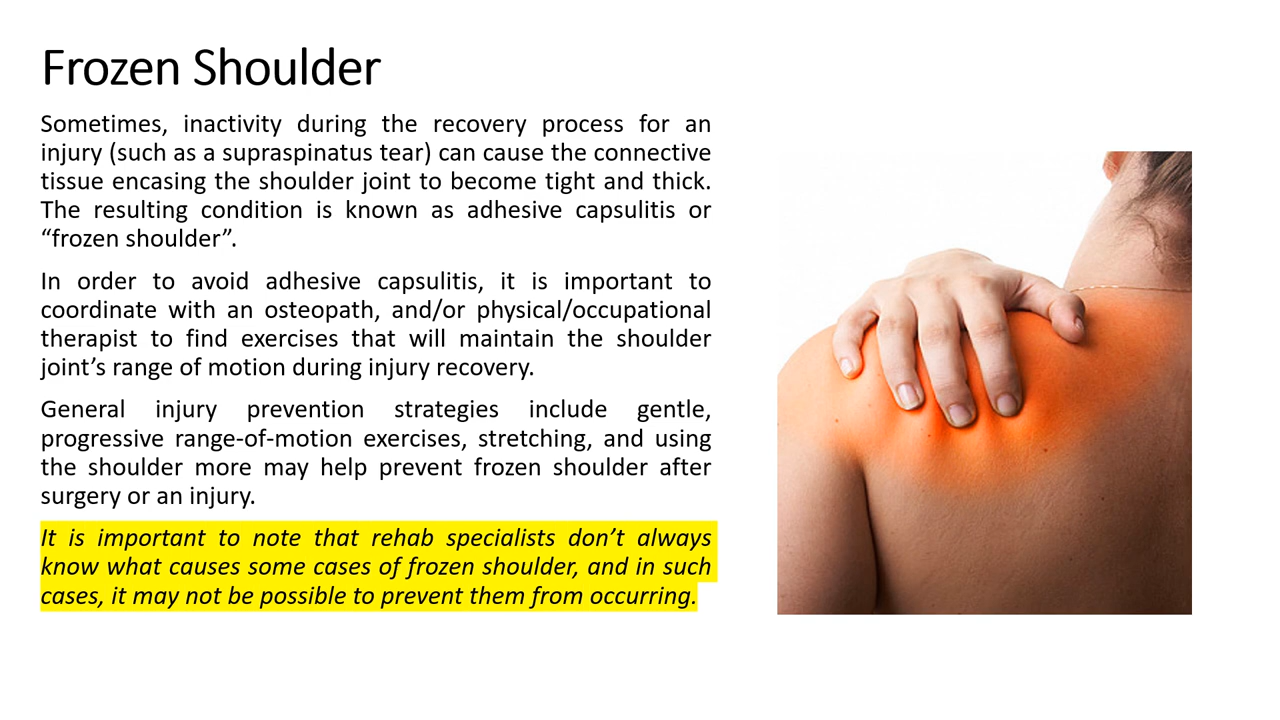 Frozen Shoulder
Sometimes, inactivity during the recovery process for an
injury (such as a supraspinatus tear) can cause the connective
tissue encasing the shoulder joint to become tight and thick.
The resulting condition is known as adhesive capsulitis or
“frozen shoulder”.
In order to avoid adhesive capsulitis, it is important to
coordinate with an osteopath, and/or physical/occupational
therapist to find exercises that will maintain the shoulder
joint’s range of motion during injury recovery.
General injury prevention strategies include gentle,
progressive range-of-motion exercises, stretching, and using
the shoulder more may help prevent frozen shoulder after
surgery or an injury.
It is important to note that rehab specialists don’t always
know what causes some cases of frozen shoulder, and in such
cases, it may not be possible to prevent them from occurring.